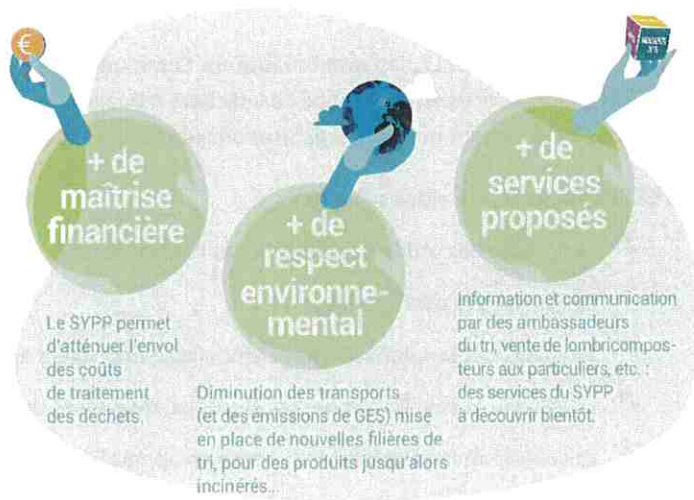 €
+ de
maîtrise
financière
Le SYPP permet
d'atténuer l'envol
des coûts
de traitement
des déchets.
+ de
respect
environne-
mental
Diminution des transports
(et des émissions de GES) mise
en place de nouvelles filières de
tri, pour des produits jusqu'alors
incinérés...
+ de
services
proposés
Information et communication
par des ambassadeurs
du tri, vente de lombricompos-
teurs aux particuliers, etc. :
des services du SYPP
à découvrir bientôt.